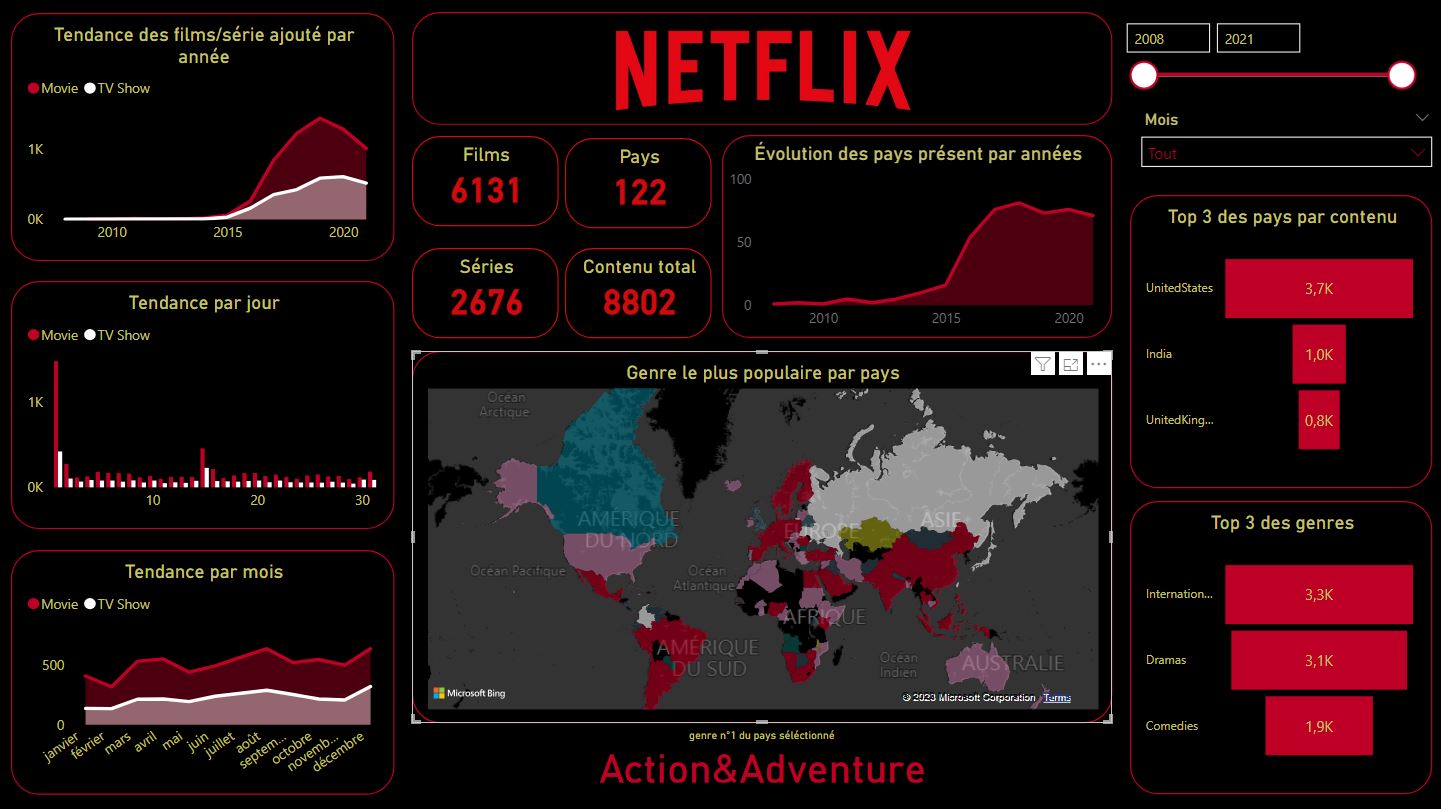 Tendance des films/série ajouté par
année
Movie TV Show
1K
0K
2010 2015 2020
Tendance par jour
Movie TV Show
1K
0K
10 20 30
Tendance par mois
Movie TV Show
500
0
janvier février mars avril mai juin juillet août septem... octobre novemb... décembre
NETFLIX
Films
6131
Pays
122
Séries
2676
Contenu total
8802
Évolution des pays présent par années
100
50
0
2010 2015 2020
Genre le plus populaire par pays
Océan
Arctique
AMÉRIQUE
DU NORD
EUROPE
ASIE
Océan Pacifique
Océan
Atlantique
AFRIQUE
AMÉRIQUE
DU SUD
Océan
Indien
AUSTRALIE
Microsoft Bing
© 2023 Microsoft Corporation Terms
genre n°1 du pays séléctionné
Action&Adventure
2008 2021
Mois
Tout
Top 3 des pays par contenu
UnitedStates 3,7K
India 1,0K
UnitedKing... 0,8K
Top 3 des genres
Internation... 3,3K
Dramas 3,1K
Comedies 1,9K